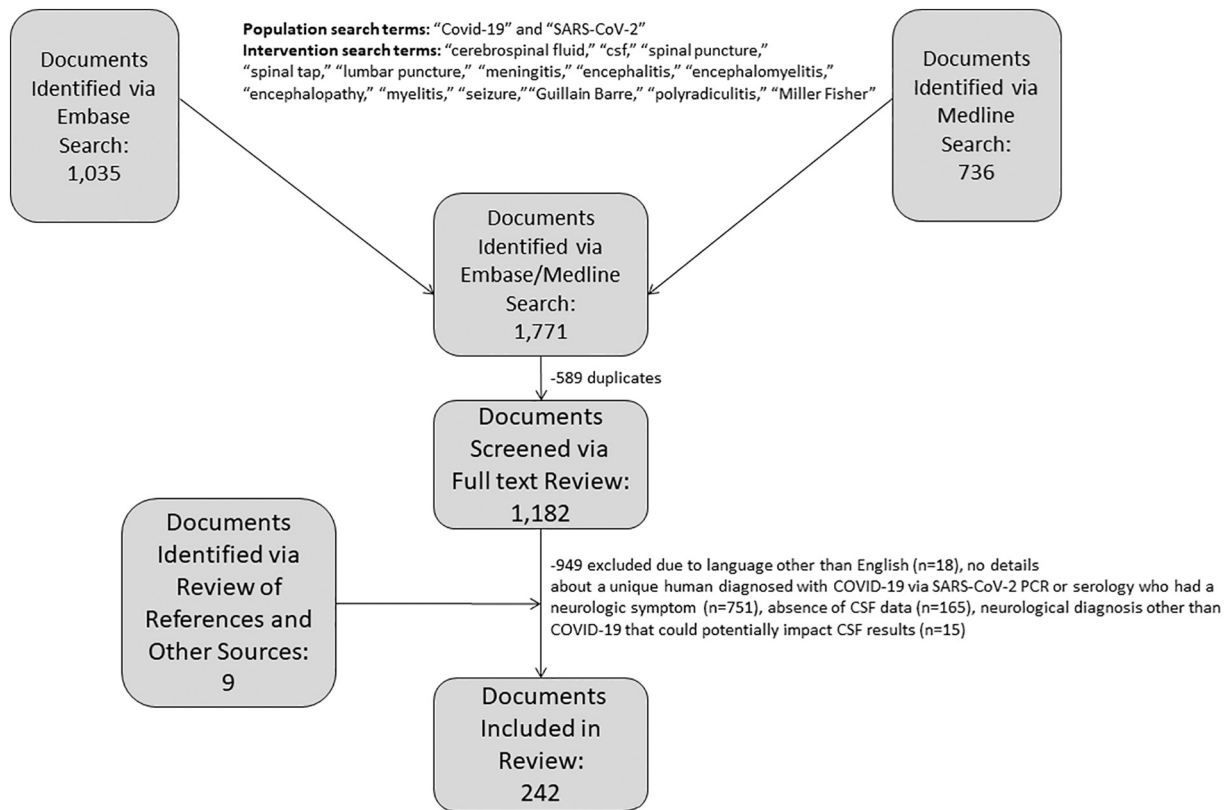 Documents
Identified via
Embase
Search:
1,035
Population search terms: “Covid-19” and “SARS-CoV-2”
Intervention search terms: “cerebrospinal fluid,” “csf,” “spinal puncture,”
“spinal tap,” “lumbar puncture,” “meningitis,” “encephalitis,” “encephalomyelitis,”
“encephalopathy,” “myelitis,” “seizure,” “Guillain Barre,” “polyradiculitis,” “Miller Fisher”
Documents
Identified via
Medline
Search:
736
Documents
Identified via
Embase/Medline
Search:
1,771
-589 duplicates
Documents
Screened via
Full text Review:
1,182
Documents
Identified via
Review of
References and
Other Sources:
9
-949 excluded due to language other than English (n=18), no details
about a unique human diagnosed with COVID-19 via SARS-CoV-2 PCR or serology who had a
neurologic symptom (n=751), absence of CSF data (n=165), neurological diagnosis other than
COVID-19 that could potentially impact CSF results (n=15)
Documents
Included in
Review:
242